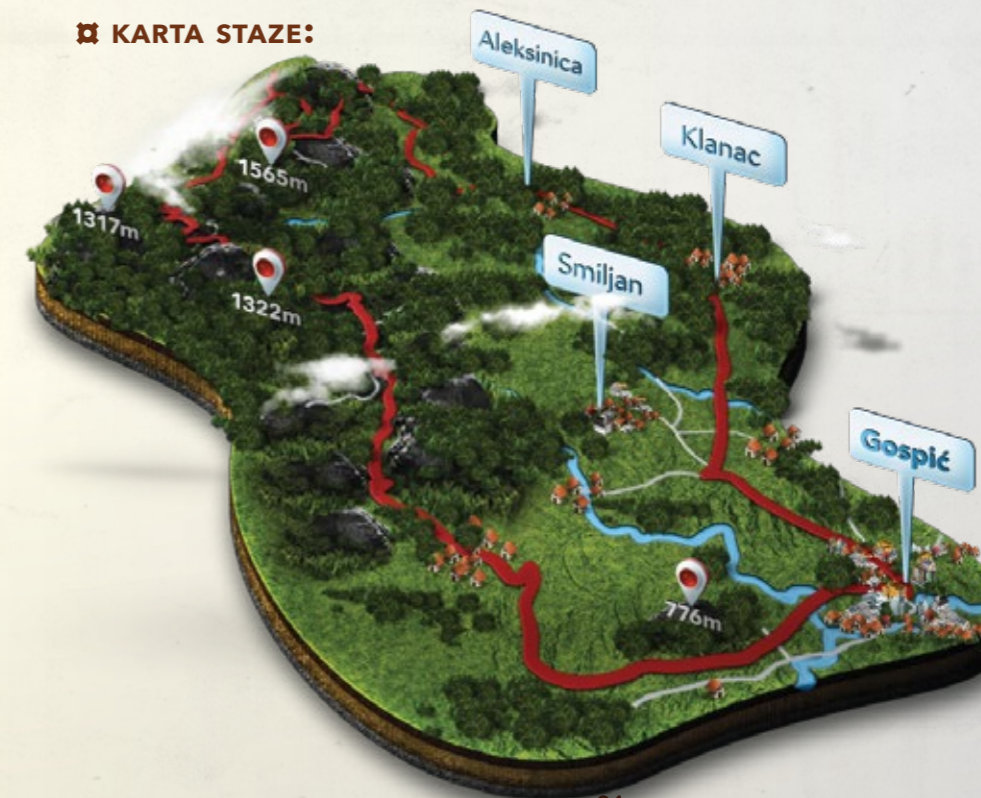 ¤ KARTA STAZE:
Aleksinica
Klanac
1565m
1317m
Smiljan
1322m
Gospić
776m